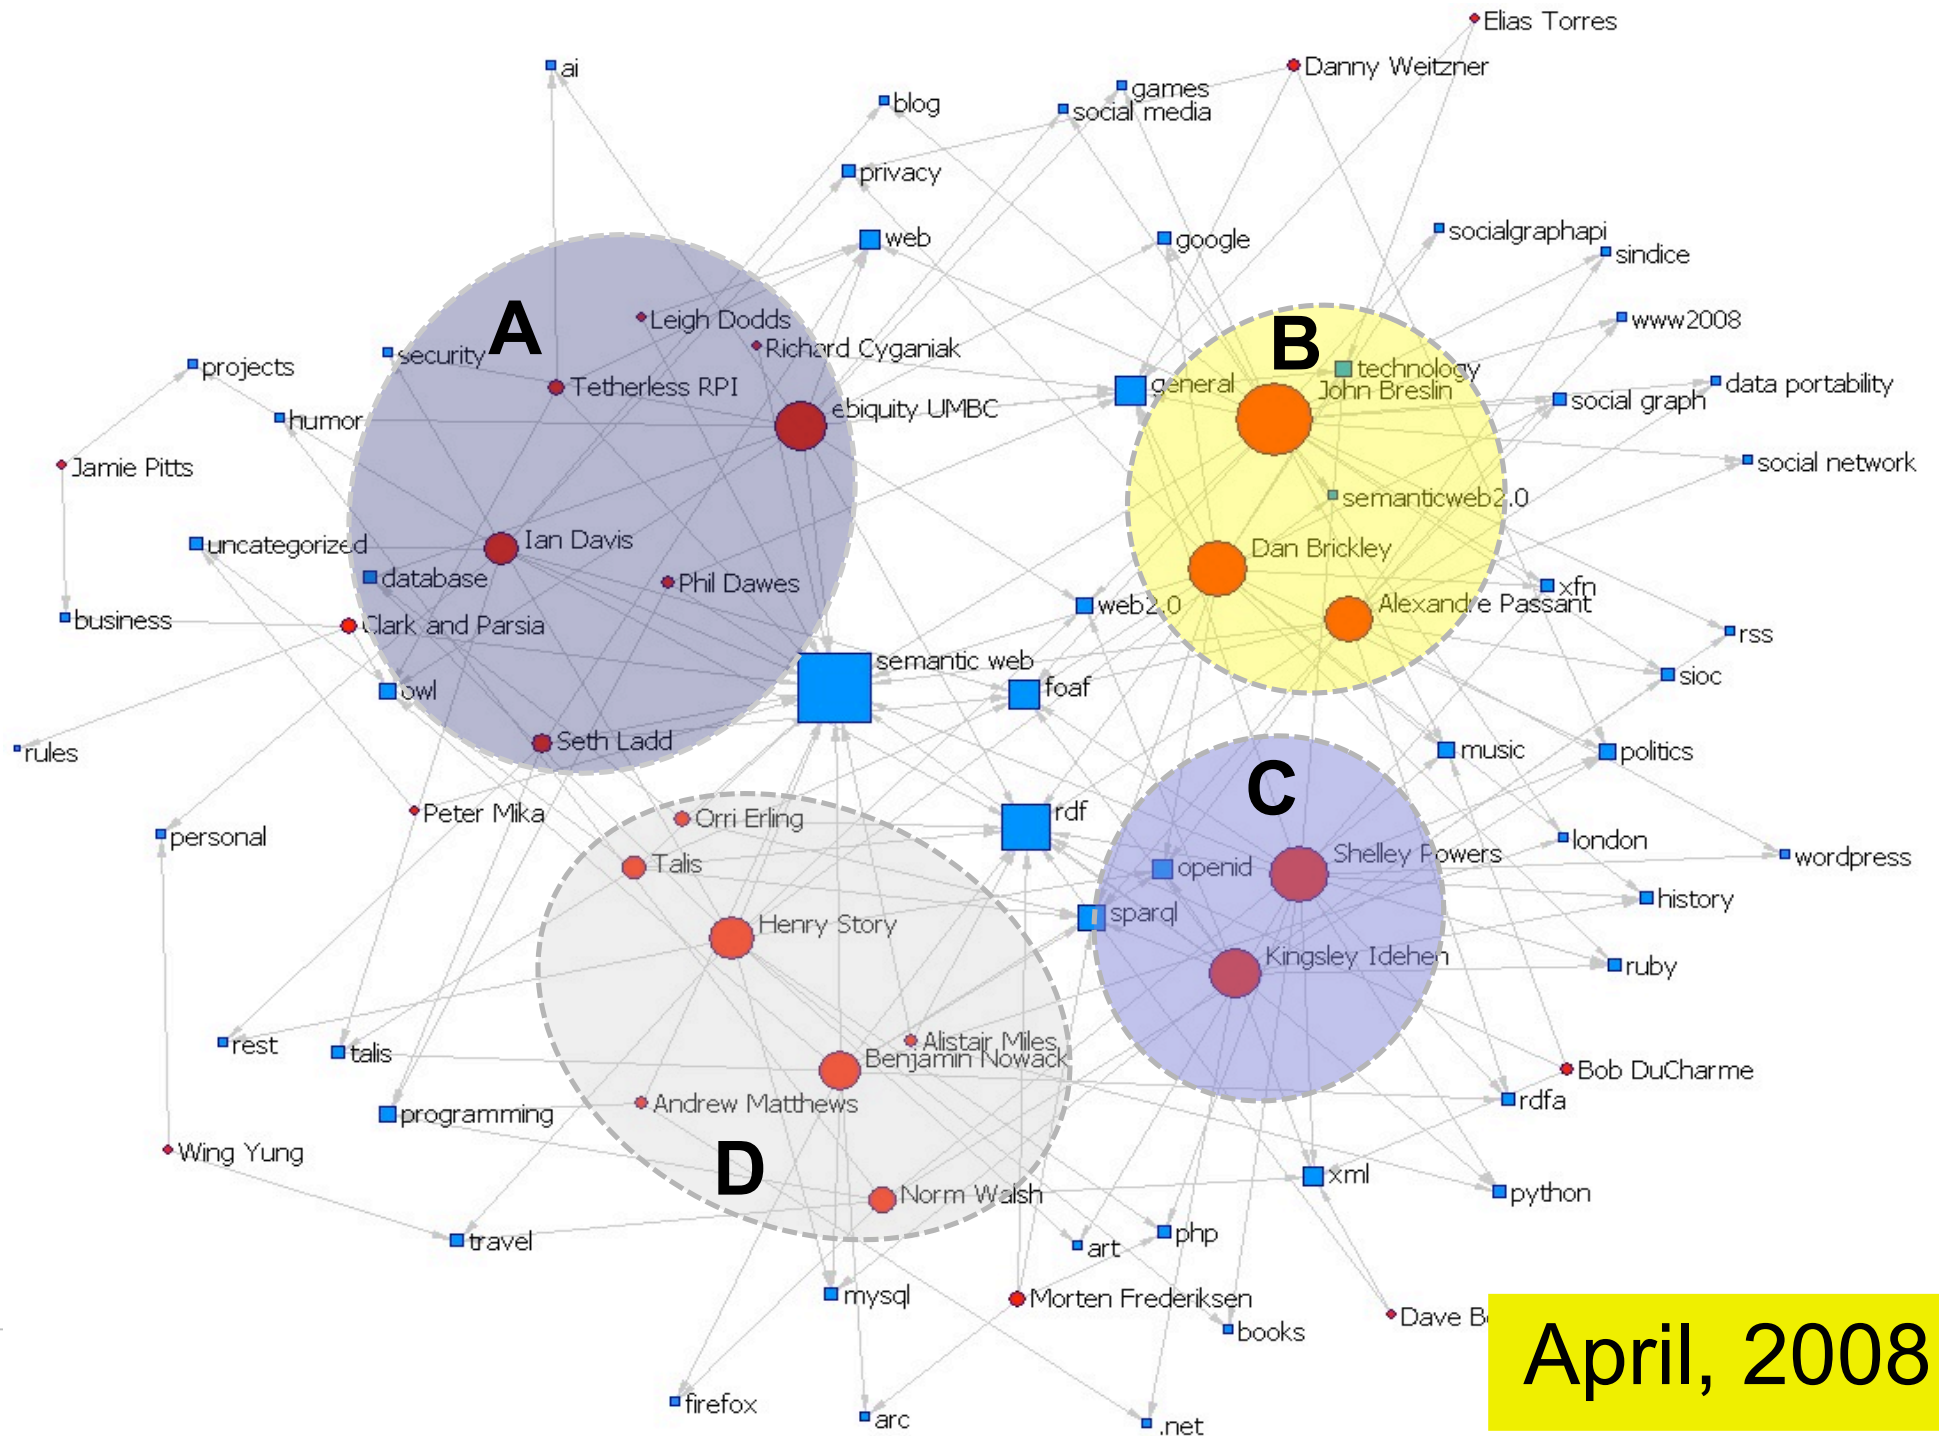 Elias Torres
ai
Danny Weitzner
games
blog
social media
privacy
web
google
socialgraphapi
sindice
A
Leigh Dodds
www2008
B
Richard Cyganiak
security
projects
technology
Tetherless RPI
general
John Breslin
data portability
social graph
humor
ebiquity UMBC
Jamie Pitts
social network
semanticweb2.0
uncategorized
Ian Davis
Dan Brickley
database
Phil Dawes
xfn
web2.0
Alexandre Passant
business
Clark and Parsia
rss
semantic web
foaf
owl
sioc
rules
Seth Ladd
music
politics
C
Peter Mika
Orri Erling
rdf
personal
london
Shelley Powers
wordpress
Talis
openid
history
sparql
Henry Story
Kingsley Idehen
ruby
rest
talis
Alistair Miles
Benjamin Nowack
Bob DuCharme
rdfa
Andrew Matthews
programming
Wing Yung
D
xml
python
Norm Walsh
travel
php
art
mysql
Morten Frederiksen
Dave
books
April, 2008
firefox
arc
.net